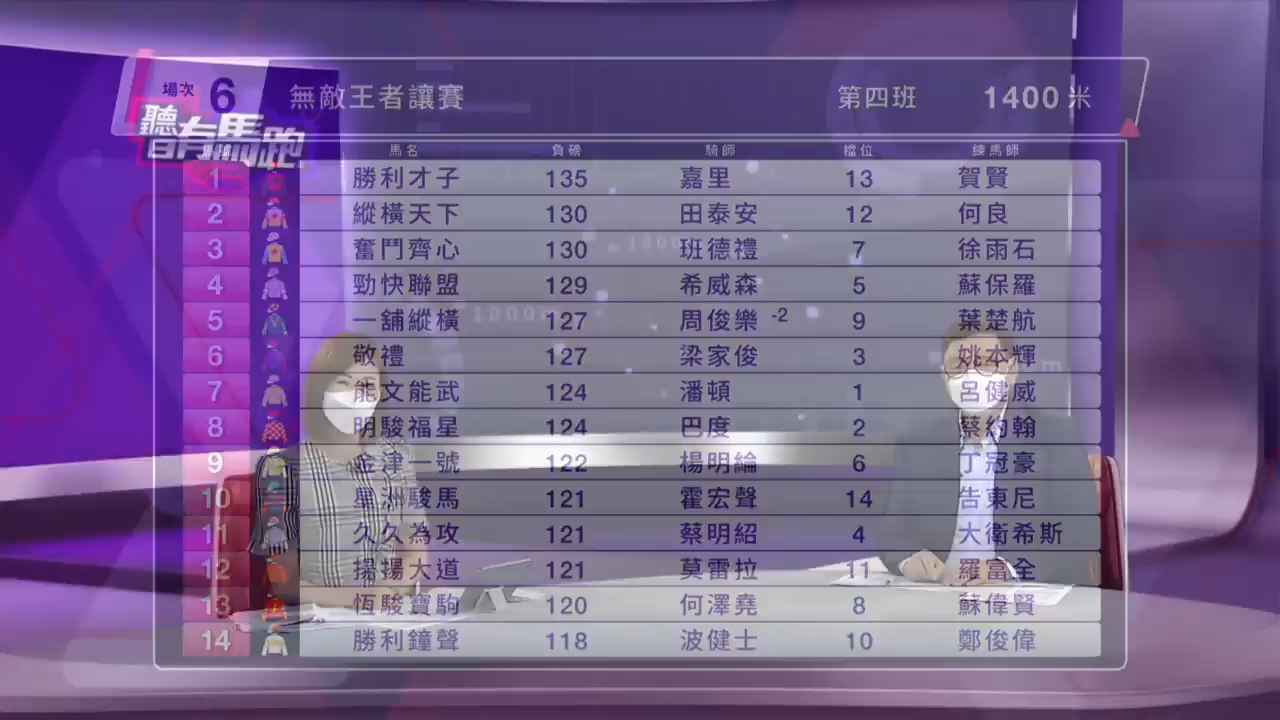 場次 6 無敵王者讓賽 第四班 1400 米
聽
皆有馬跑
馬名 負磅 騎師 檔位 練馬師
1 勝利才子 135 嘉里 13 賀賢
2 縱橫天下 130 田泰安 12 何良
3 奮鬥齊心 130 班德禮 7 徐雨石
4 勁快聯盟 129 希威森 5 蘇保羅
5 一舖縱橫 127 周俊樂 -2 9 葉楚航
6 敬禮 127 梁家俊 3 姚本輝
7 能文能武 124 潘頓 1 呂健威
8 明駿福星 124 巴度 2 蔡約翰
9 金津一號 122 楊明綸 6 丁冠豪
10 星洲駿馬 121 霍宏聲 14 告東尼
11 久久為攻 121 蔡明紹 4 大衛希斯
12 揚大道 121 莫雷拉 11 羅富全
13 恆駿寶駒 120 何澤堯 8 蘇偉賢
14 勝利鐘聲 118 波健士 10 鄭俊偉